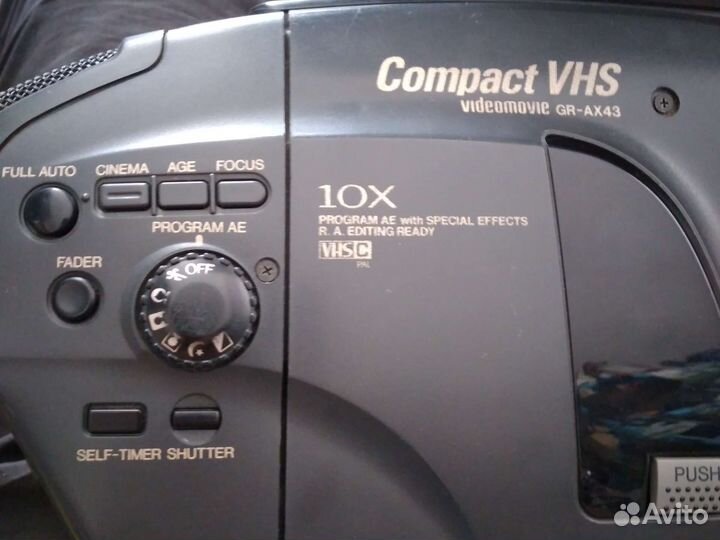 Compact VHS
VIDEOMOVIE GR-AX43
FULL AUTO
CINEMA
AGE
FOCUS
PROGRAM AE
OFF
FADER
SELF-TIMER
SHUTTER
10X
PROGRAM AE with SPECIAL EFFECTS
R. A. EDITING READY
VHSC
PAL
PUSH
Avito